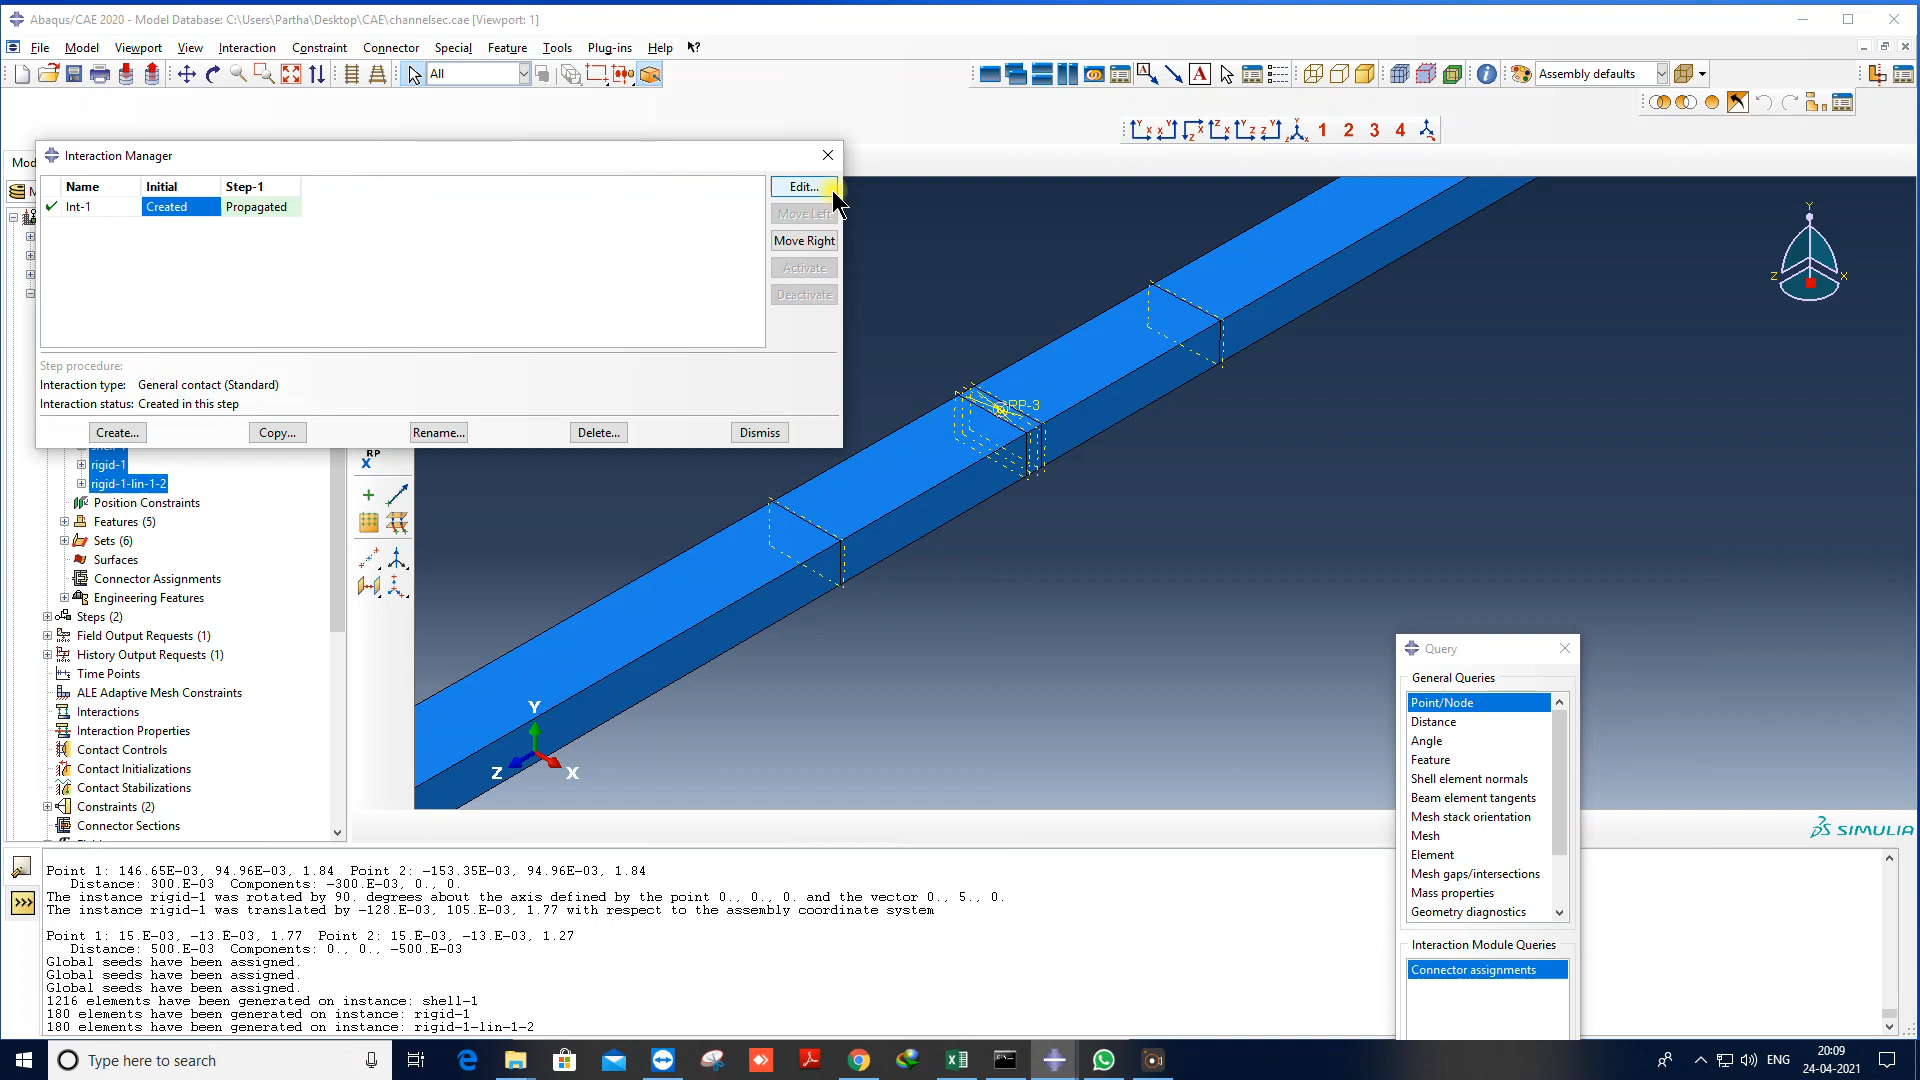 Abaqus/CAE 2020 - Model Database: C:\Users\Partha\Desktop\CAE\channelsec.cae [Viewport: 1]
File Model Viewport View Interaction Constraint Connector Special Feature Tools Plug-ins Help
All
Assembly defaults
1 2 3 4
Interaction Manager
Name Initial Step-1
Int-1 Created Propagated
Edit...
Move Left
Move Right
Activate
Deactivate
Step procedure:
Interaction type: General contact (Standard)
Interaction status: Created in this step
Create... Copy... Rename... Delete... Dismiss
rigid-1
rigid-1-lin-1-2
Position Constraints
Features (5)
Sets (6)
Surfaces
Connector Assignments
Engineering Features
Steps (2)
Field Output Requests (1)
History Output Requests (1)
Time Points
ALE Adaptive Mesh Constraints
Interactions
Interaction Properties
Contact Controls
Contact Initializations
Contact Stabilizations
Constraints (2)
Connector Sections
RP
RP-3
Y
Z X
Y
Z X
Query
General Queries
Point/Node
Distance
Angle
Feature
Shell element normals
Beam element tangents
Mesh stack orientation
Mesh
Element
Mesh gaps/intersections
Mass properties
Geometry diagnostics
Interaction Module Queries
Connector assignments
SIMULIA
Point 1: 146.65E-03, 94.96E-03, 1.84 Point 2: -153.35E-03, 94.96E-03, 1.84
Distance: 300.E-03 Components: -300.E-03, 0., 0.
The instance rigid-1 was rotated by 90. degrees about the axis defined by the point 0., 0., 0. and the vector 0., 5., 0.
The instance rigid-1 was translated by -128.E-03, 105.E-03, 1.77 with respect to the assembly coordinate system
Point 1: 15.E-03, -13.E-03, 1.77 Point 2: 15.E-03, -13.E-03, 1.27
Distance: 500.E-03 Components: 0., 0., -500.E-03
Global seeds have been assigned.
Global seeds have been assigned.
Global seeds have been assigned.
1216 elements have been generated on instance: shell-1
180 elements have been generated on instance: rigid-1
180 elements have been generated on instance: rigid-1-lin-1-2
Type here to search
ENG
20:09
24-04-2021